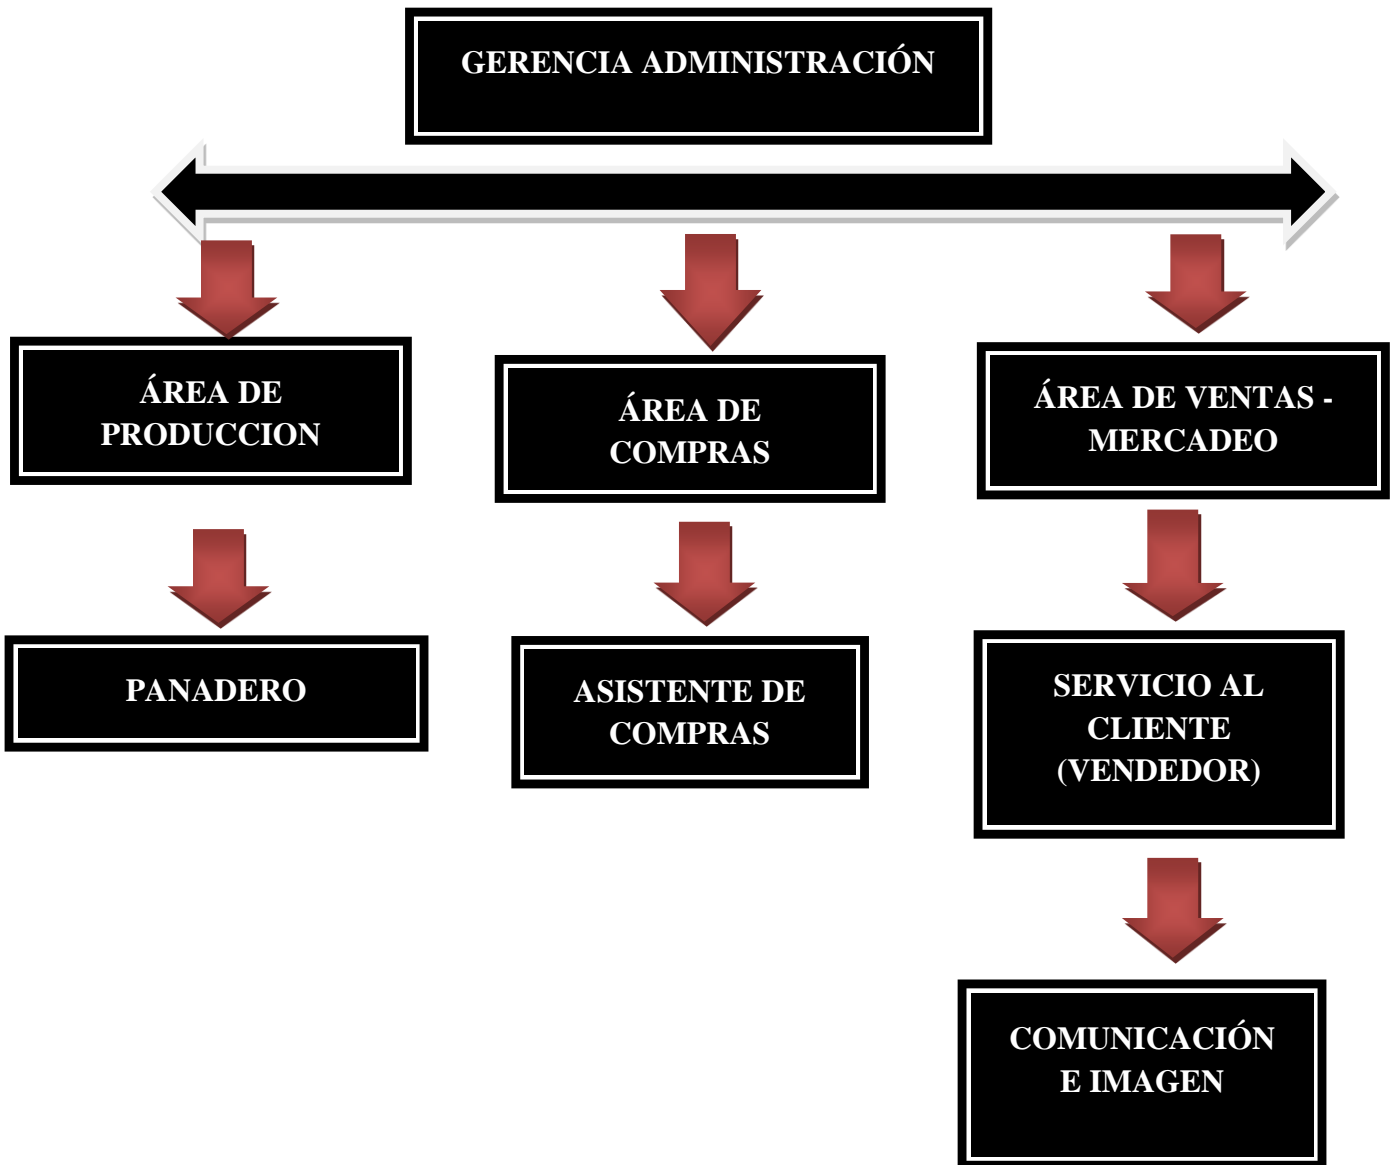 GERENCIA ADMINISTRACIÓN
ÁREA DE
PRODUCCION
ÁREA DE
COMPRAS
ÁREA DE VENTAS -
MERCADEO
PANADERO
ASISTENTE DE
COMPRAS
SERVICIO AL
CLIENTE
(VENDEDOR)
COMUNICACIÓN
E IMAGEN